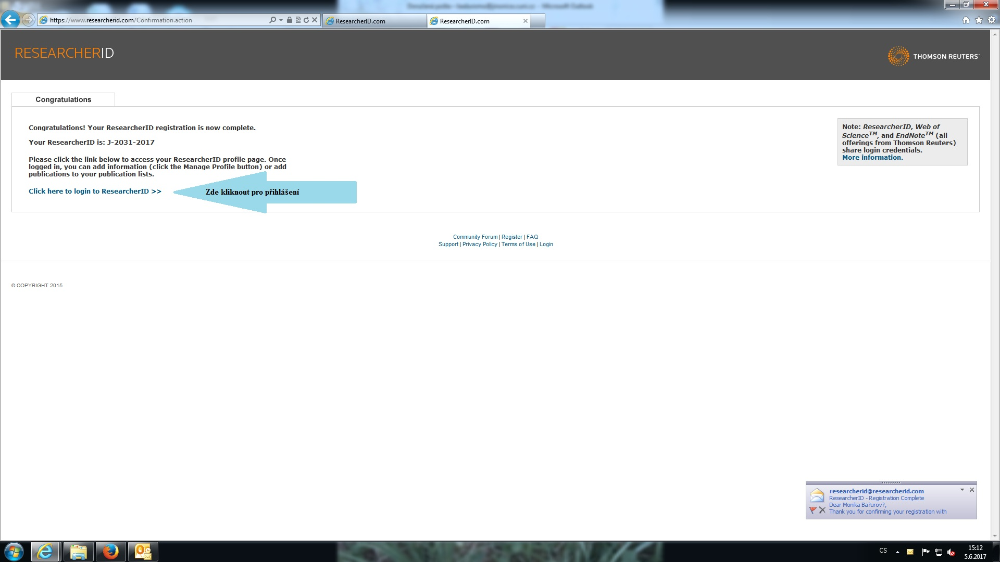 https://www.researcherid.com/Confirmation.action
ResearcherID.com
ResearcherID.com
RESEARCHERID
THOMSON REUTERS™
Congratulations
Congratulations! Your ResearcherID registration is now complete.
Your ResearcherID is: J-2031-2017
Please click the link below to access your ResearcherID profile page. Once
logged in, you can add information (click the Manage Profile button) or add
publications to your publication lists.
Click here to login to ResearcherID >>
Zde kliknout pro přihlášení
Note: ResearcherID, Web of
Science™, and EndNote™ (all
offerings from Thomson Reuters)
share login credentials.
More information.
Community Forum | Register | FAQ
Support | Privacy Policy | Terms of Use | Login
© COPYRIGHT 2015
researcherid@researcherid.com
ResearcherID - Registration Complete
Dear Monika Ba?urov?,
Thank you for confirming your registration with
CS
15:12
5.6.2017